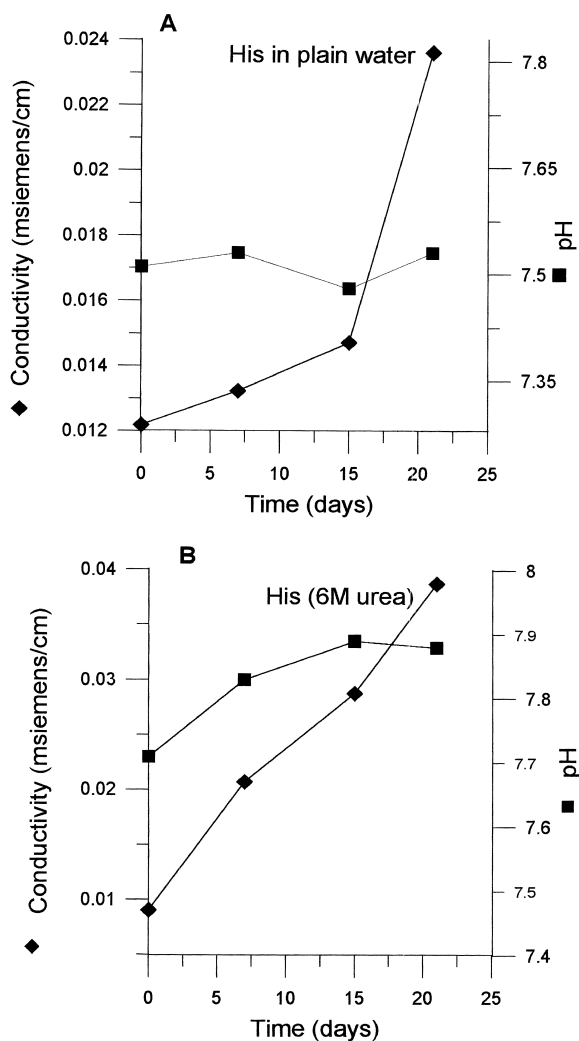 A
His in plain water
0.024
0.022
0.02
0.018
0.016
0.014
0.012
Conductivity (msiemens/cm)
7.8
7.65
7.5
7.35
pH
0 5 10 15 20 25
Time (days)
B
His (6M urea)
0.04
0.03
0.02
0.01
Conductivity (msiemens/cm)
8
7.9
7.8
7.7
7.6
7.5
7.4
pH
0 5 10 15 20 25
Time (days)